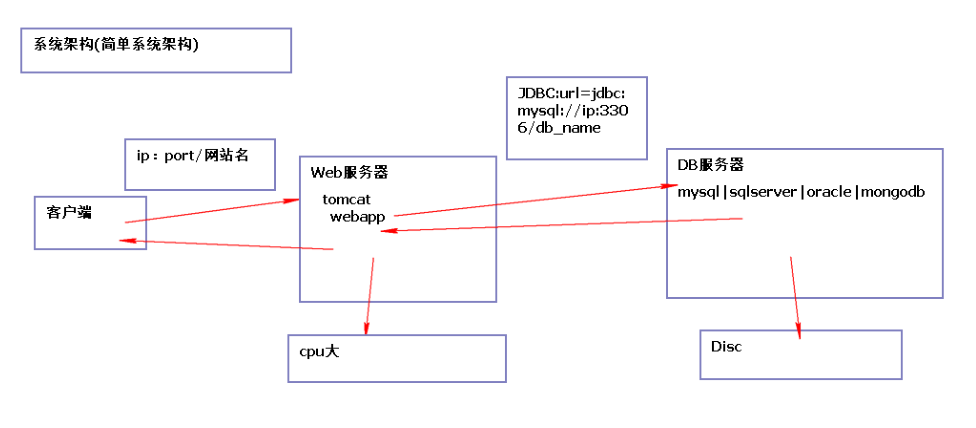 系统架构(简单系统架构)
JDBC:url=jdbc:
mysql://ip:330
6/db_name
ip：port/网站名
Web服务器
tomcat
webapp
DB服务器
mysql|sqlserver|oracle|mongodb
客户端
cpu大
Disc